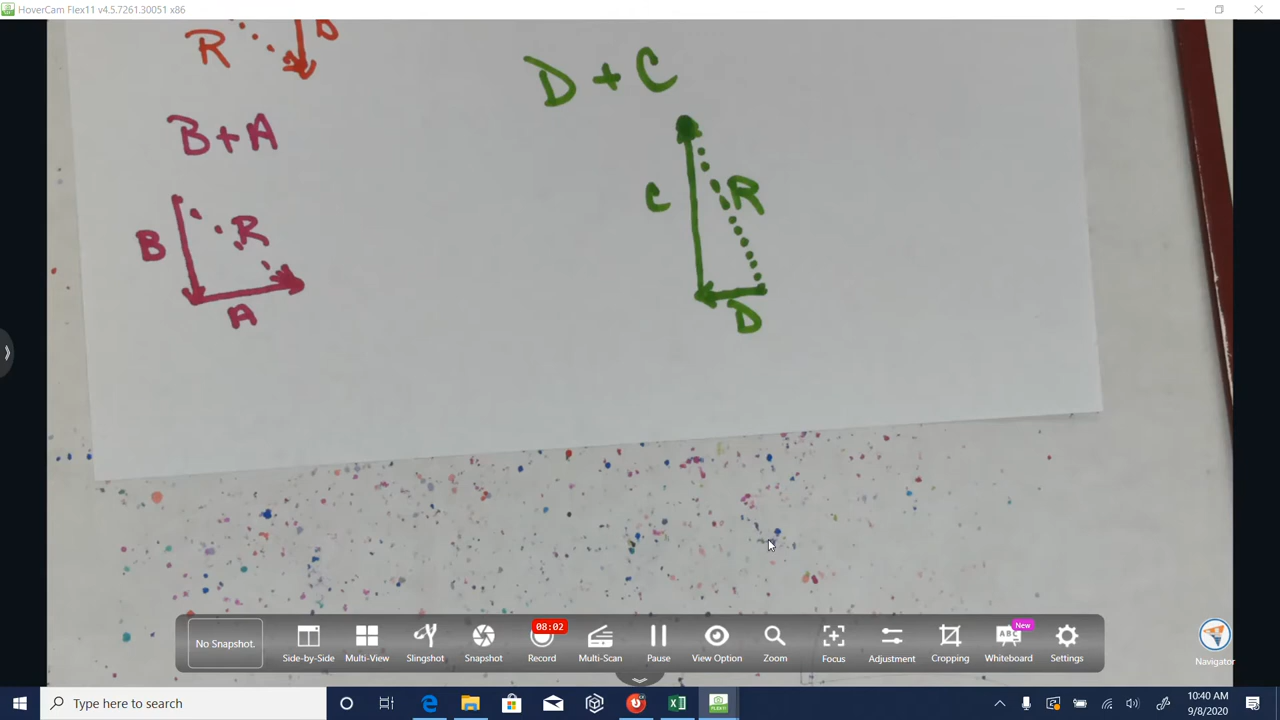 HoverCam Flex11 v4.5.7261.30051 x86
R
D + C
B+A
C
R
R
B
A
D
No Snapshot.
Side-by-Side
Multi-View
Slingshot
Snapshot
08:02
Record
Multi-Scan
Pause
View Option
Zoom
Focus
Adjustment
Cropping
New
ABC
Whiteboard
Settings
Navigator
Type here to search
FLEX11
10:40 AM
9/8/2020